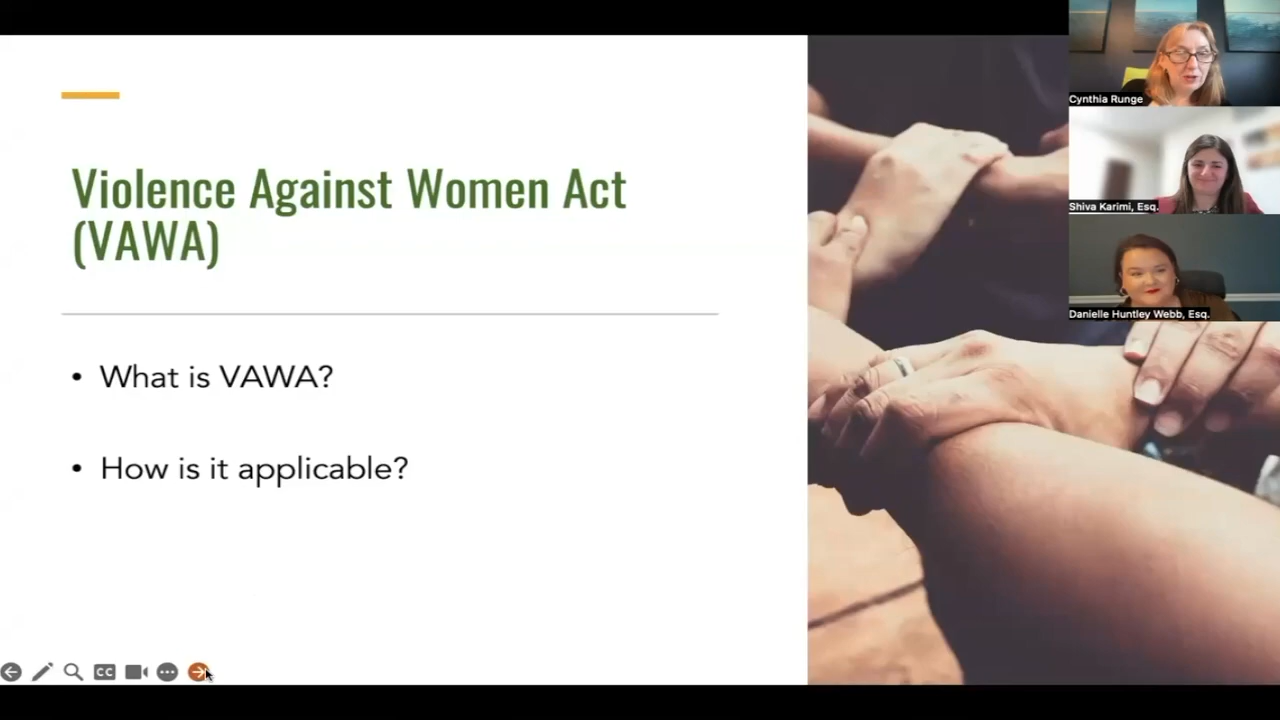 Violence Against Women Act
(VAWA)
• What is VAWA?
• How is it applicable?
Cynthia Runge
Shiva Karimi, Esq.
Danielle Huntley Webb, Esq.
CC